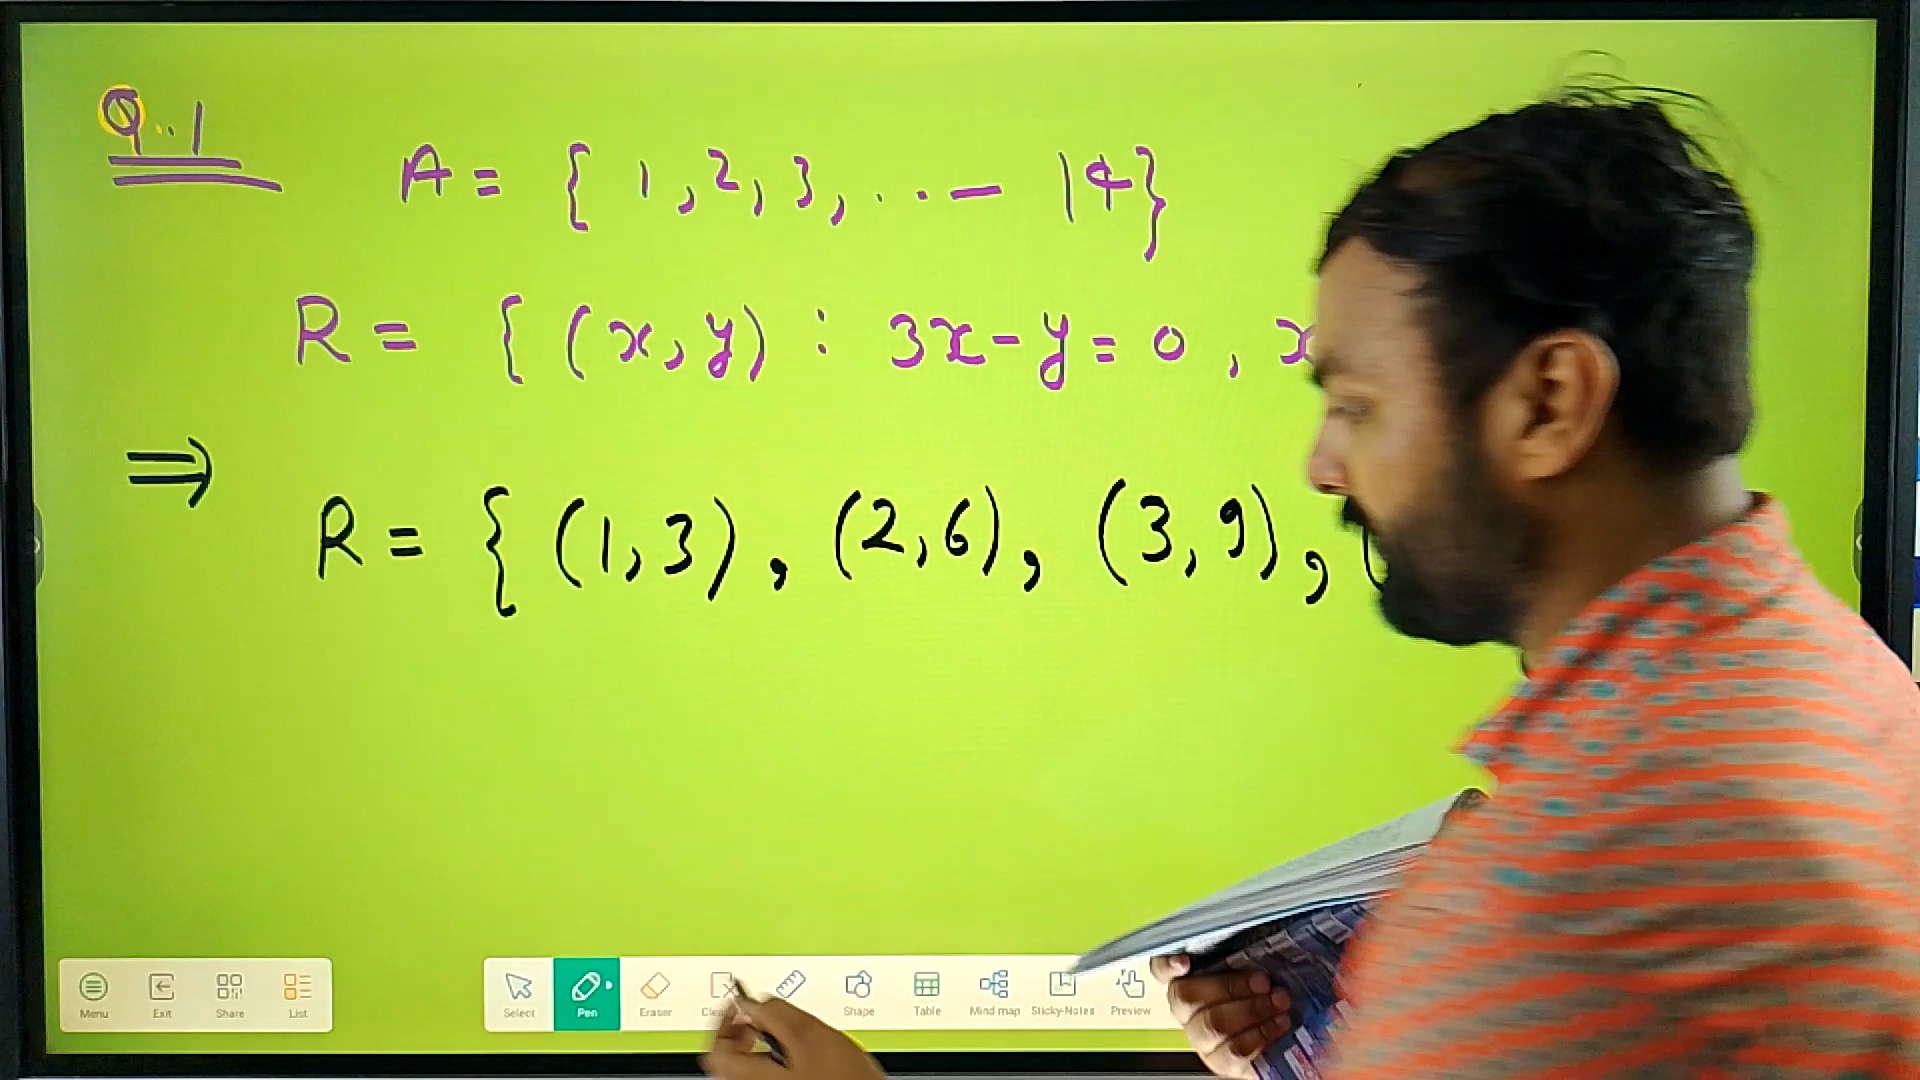 Q.1
A = { 1, 2, 3, ... — 14}
R = { (x, y) : 3x - y = 0, x
⇒
R = { (1, 3), (2, 6), (3, 9), (
Menu Exit Share List Select Pen Eraser Shape Table Mind map Sticky-Notes Preview